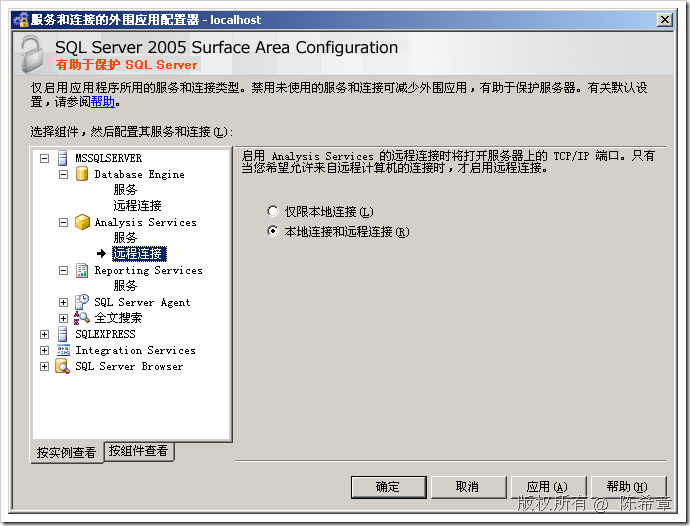 服务和连接的外围应用配置器 - localhost
SQL Server 2005 Surface Area Configuration
有助于保护 SQL Server
仅启用应用程序所用的服务和连接类型。禁用未使用的服务和连接可减少外围应用，有助于保护服务器。有关默认设
置，请参阅帮助。
选择组件，然后配置其服务和连接(L):
MSSQLSERVER
Database Engine
服务
远程连接
Analysis Services
服务
远程连接
Reporting Services
服务
SQL Server Agent
全文搜索
SQLEXPRESS
Integration Services
SQL Server Browser
按实例查看 按组件查看
启用 Analysis Services 的远程连接时将打开服务器上的 TCP/IP 端口。只有
当您希望允许来自远程计算机的连接时，才启用远程连接。
仅限本地连接(L)
本地连接和远程连接(R)
确定 取消 应用(A) 帮助(H)
版权所有 @ 陈希章